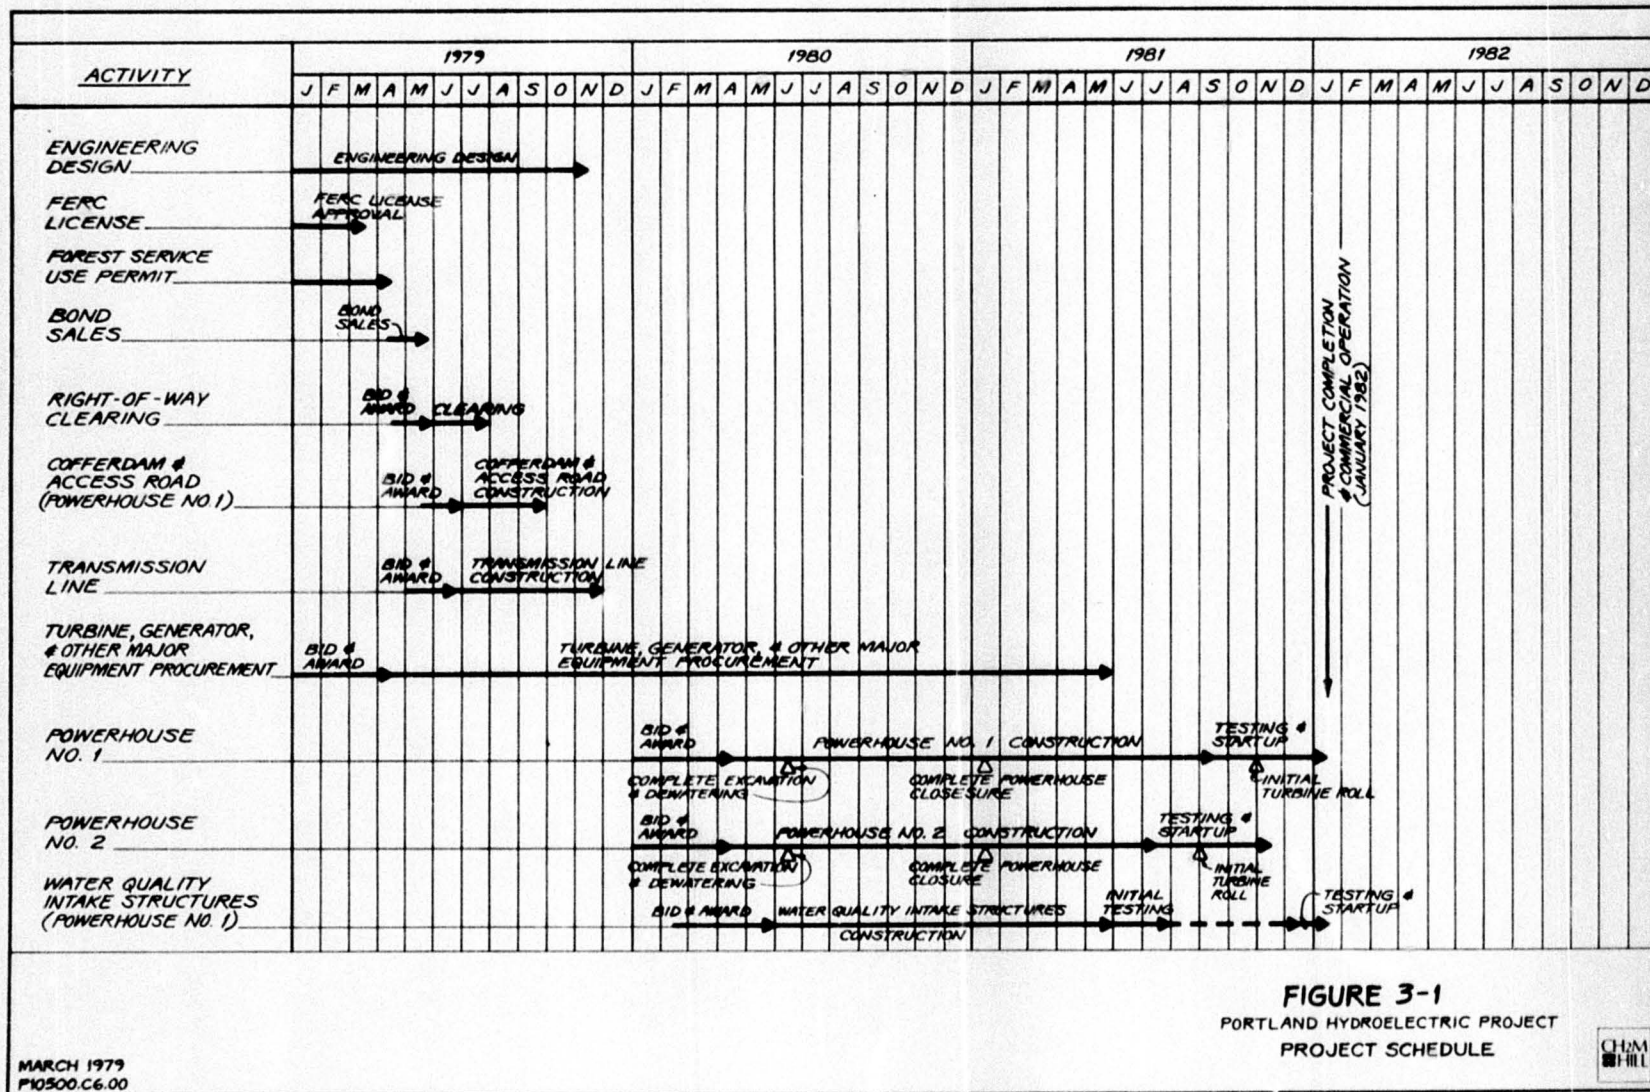 ACTIVITY
1979 1980 1981 1982
J F M A M J J A S O N D J F M A M J J A S O N D J F M A M J J A S O N D J F M A M J J A S O N D
ENGINEERING
DESIGN
ENGINEERING DESIGN
FERC
LICENSE
FERC LICENSE
APPROVAL
FOREST SERVICE
USE PERMIT
BOND
SALES
BOND
SALES
RIGHT-OF-WAY
CLEARING
BID &
AWARD
CLEARING
COFFERDAM &
ACCESS ROAD
(POWERHOUSE NO. 1)
BID &
AWARD
COFFERDAM &
ACCESS ROAD
CONSTRUCTION
TRANSMISSION
LINE
BID &
AWARD
TRANSMISSION LINE
CONSTRUCTION
TURBINE, GENERATOR,
& OTHER MAJOR
EQUIPMENT PROCUREMENT
BID &
AWARD
TURBINE, GENERATOR, & OTHER MAJOR
EQUIPMENT PROCUREMENT
PROJECT COMPLETION
& COMMERCIAL OPERATION
(JANUARY 1982)
POWERHOUSE
NO. 1
BID &
AWARD
POWERHOUSE NO. 1 CONSTRUCTION
TESTING &
STARTUP
COMPLETE EXCAVATION
& DEWATERING
COMPLETE POWERHOUSE
CLOSESURE
INITIAL
TURBINE ROLL
POWERHOUSE
NO. 2
BID &
AWARD
POWERHOUSE NO. 2 CONSTRUCTION
TESTING &
STARTUP
COMPLETE EXCAVATION
& DEWATERING
COMPLETE POWERHOUSE
CLOSURE
INITIAL
TURBINE
ROLL
WATER QUALITY
INTAKE STRUCTURES
(POWERHOUSE NO. 1)
BID & AWARD
WATER QUALITY INTAKE STRUCTURES
CONSTRUCTION
INITIAL
TESTING
TESTING &
STARTUP
FIGURE 3-1
PORTLAND HYDROELECTRIC PROJECT
PROJECT SCHEDULE
CH2M
HILL
MARCH 1979
P10500.C6.00